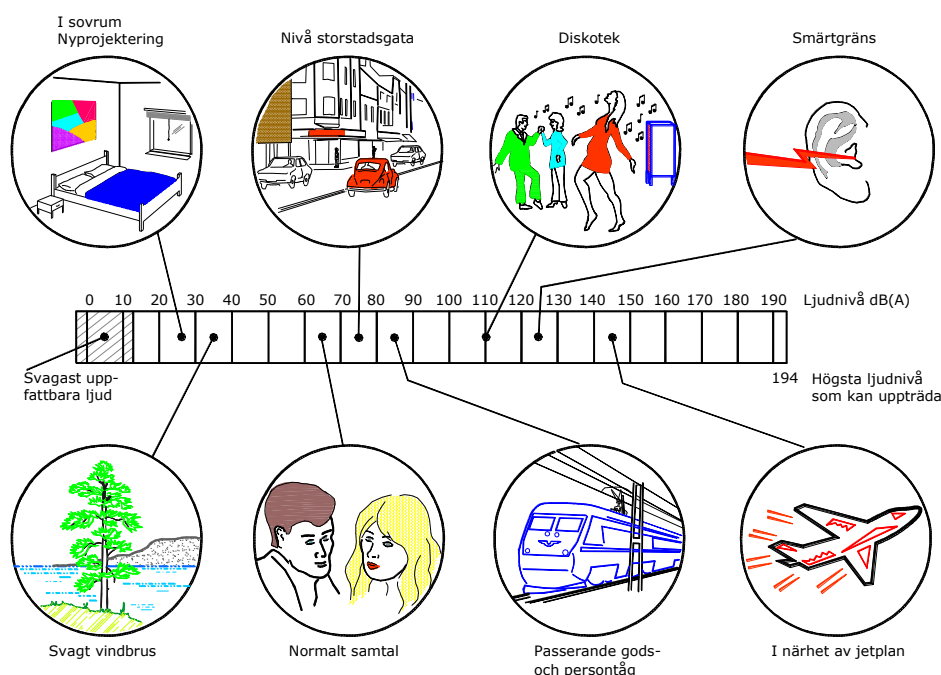 I sovrum
Nyprojektering
Nivå storstadsgata
Diskotek
Smärtgräns
0 10 20 30 40 50 60 70 80 90 100 110 120 130 140 150 160 170 180 190 Ljudnivå dB(A)
Svagast upp-
fattbara ljud
194 Högsta ljudnivå
som kan uppträda
Svagt vindbrus
Normalt samtal
Passerande gods-
och persontåg
I närhet av jetplan